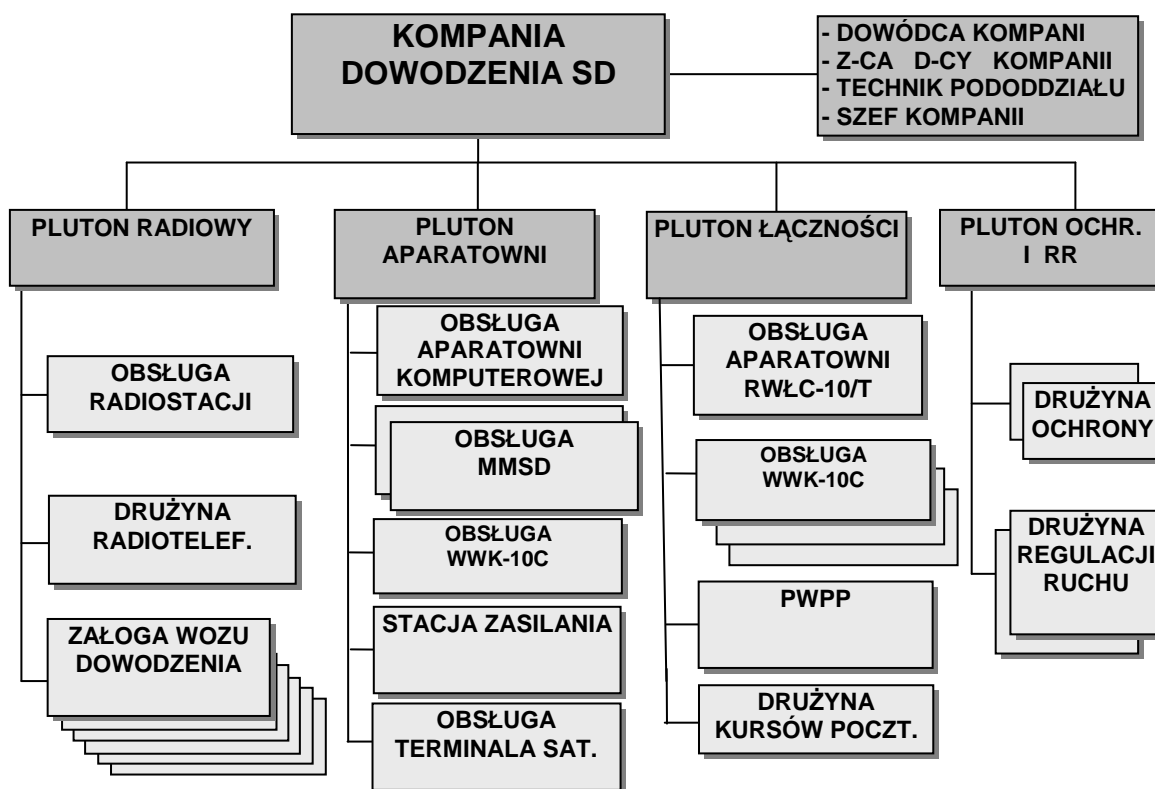 KOMPANIA
DOWODZENIA SD
- DOWÓDCA KOMPANI
- Z-CA D-CY KOMPANII
- TECHNIK PODODDZIAŁU
- SZEF KOMPANII
PLUTON RADIOWY
OBSŁUGA
RADIOSTACJI
DRUŻYNA
RADIOTELEF.
ZAŁOGA WOZU
DOWODZENIA
PLUTON
APARATOWNI
OBSŁUGA
APARATOWNI
KOMPUTEROWEJ
OBSŁUGA
MMSD
OBSŁUGA
WWK-10C
STACJA ZASILANIA
OBSŁUGA
TERMINALA SAT.
PLUTON ŁĄCZNOŚCI
OBSŁUGA
APARATOWNI
RWŁC-10/T
OBSŁUGA
WWK-10C
PWPP
DRUŻYNA
KURSÓW POCZT.
PLUTON OCHR.
I RR
DRUŻYNA
OCHRONY
DRUŻYNA
REGULACJI
RUCHU